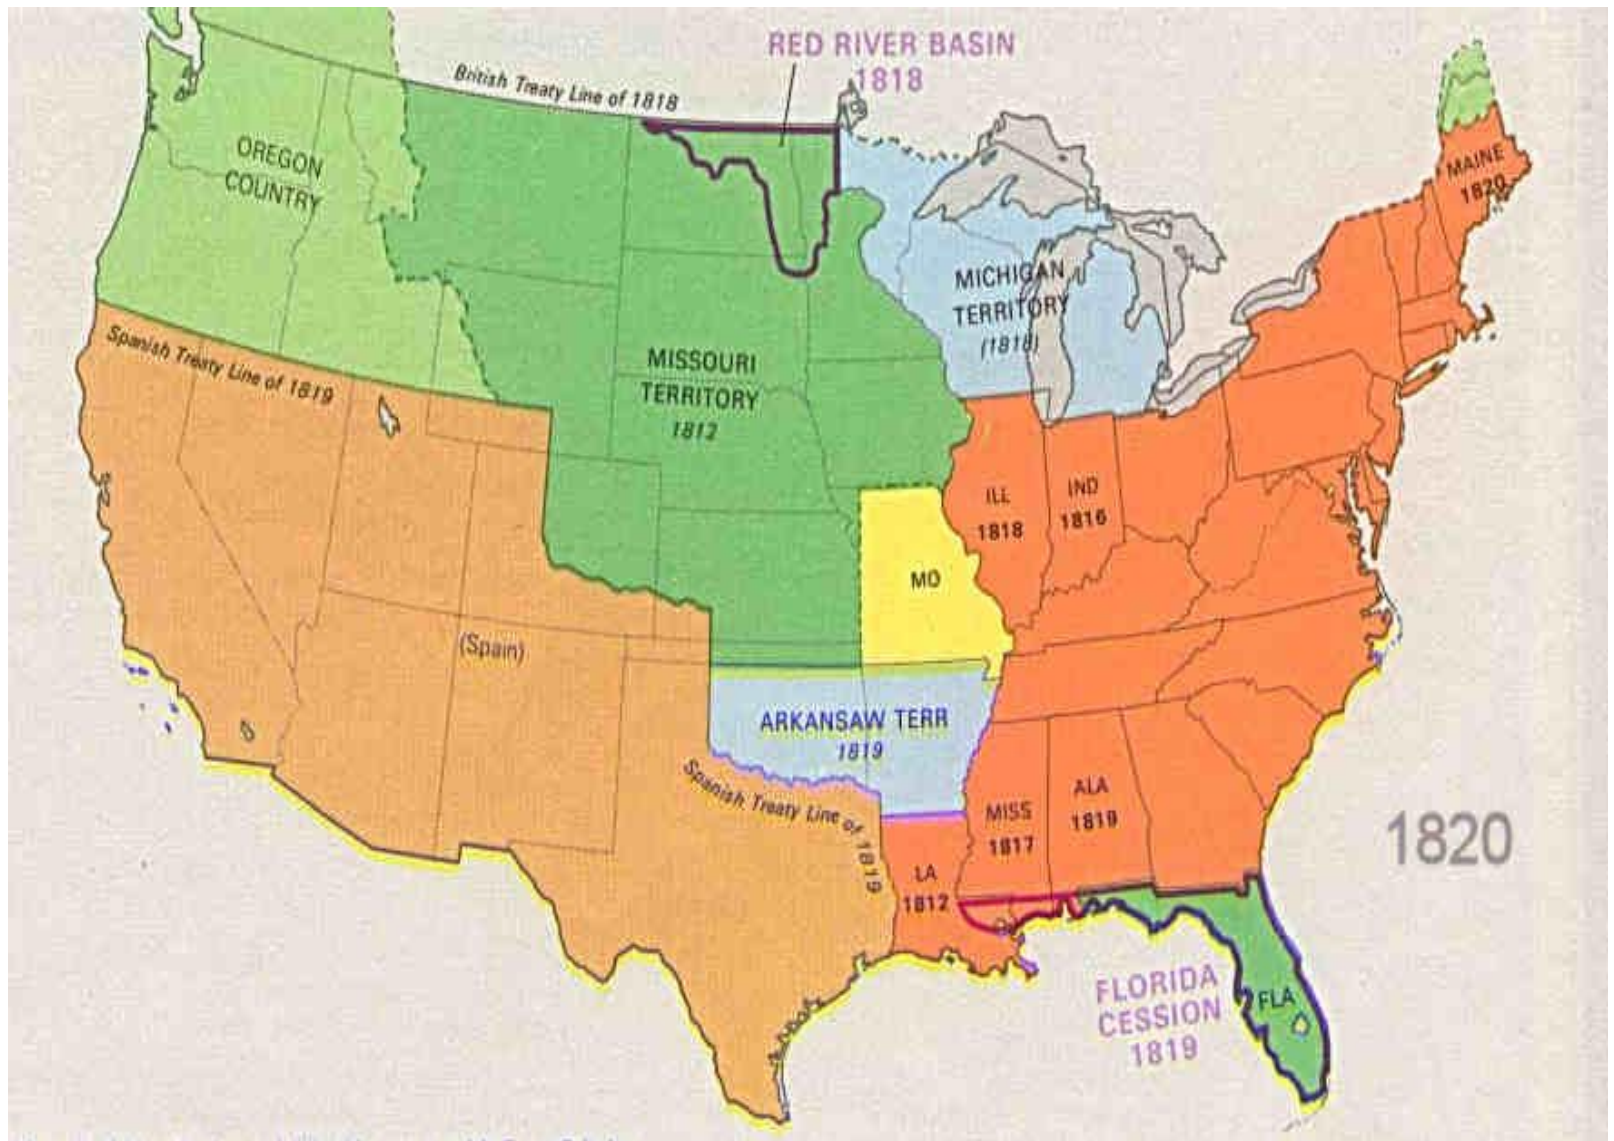 RED RIVER BASIN
1818
British Treaty Line of 1818
OREGON
COUNTRY
MAINE
1820
MICHIGAN
TERRITORY
(1818)
Spanish Treaty Line of 1819
MISSOURI
TERRITORY
1812
ILL
1818
IND
1816
MO
(Spain)
ARKANSAW TERR
1819
Spanish Treaty Line of 1819
MISS
1817
ALA
1819
1820
LA
1812
FLORIDA
CESSION
1819
FLA